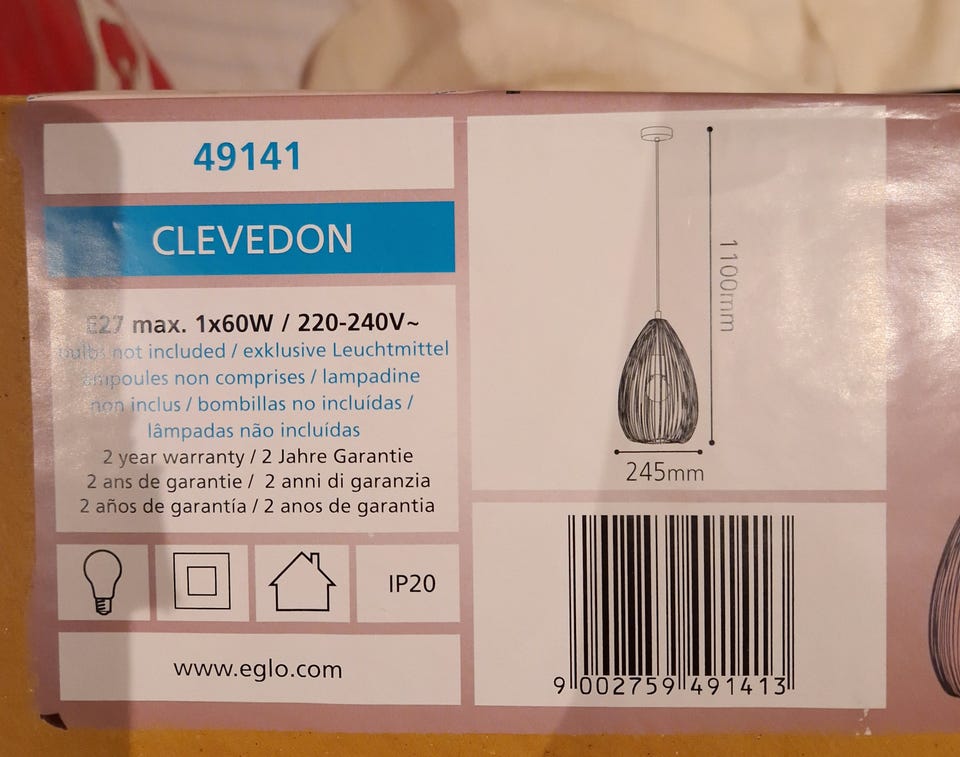 49141
CLEVEDON
E27 max. 1x60W / 220-240V~
bulbs not included / exklusive Leuchtmittel
ampoules non comprises / lampadine
non inclus / bombillas no incluídas /
lâmpadas não incluídas
2 year warranty / 2 Jahre Garantie
2 ans de garantie / 2 anni di garanzia
2 años de garantía / 2 anos de garantia
IP20
www.eglo.com
1100mm
245mm
9 002759 491413